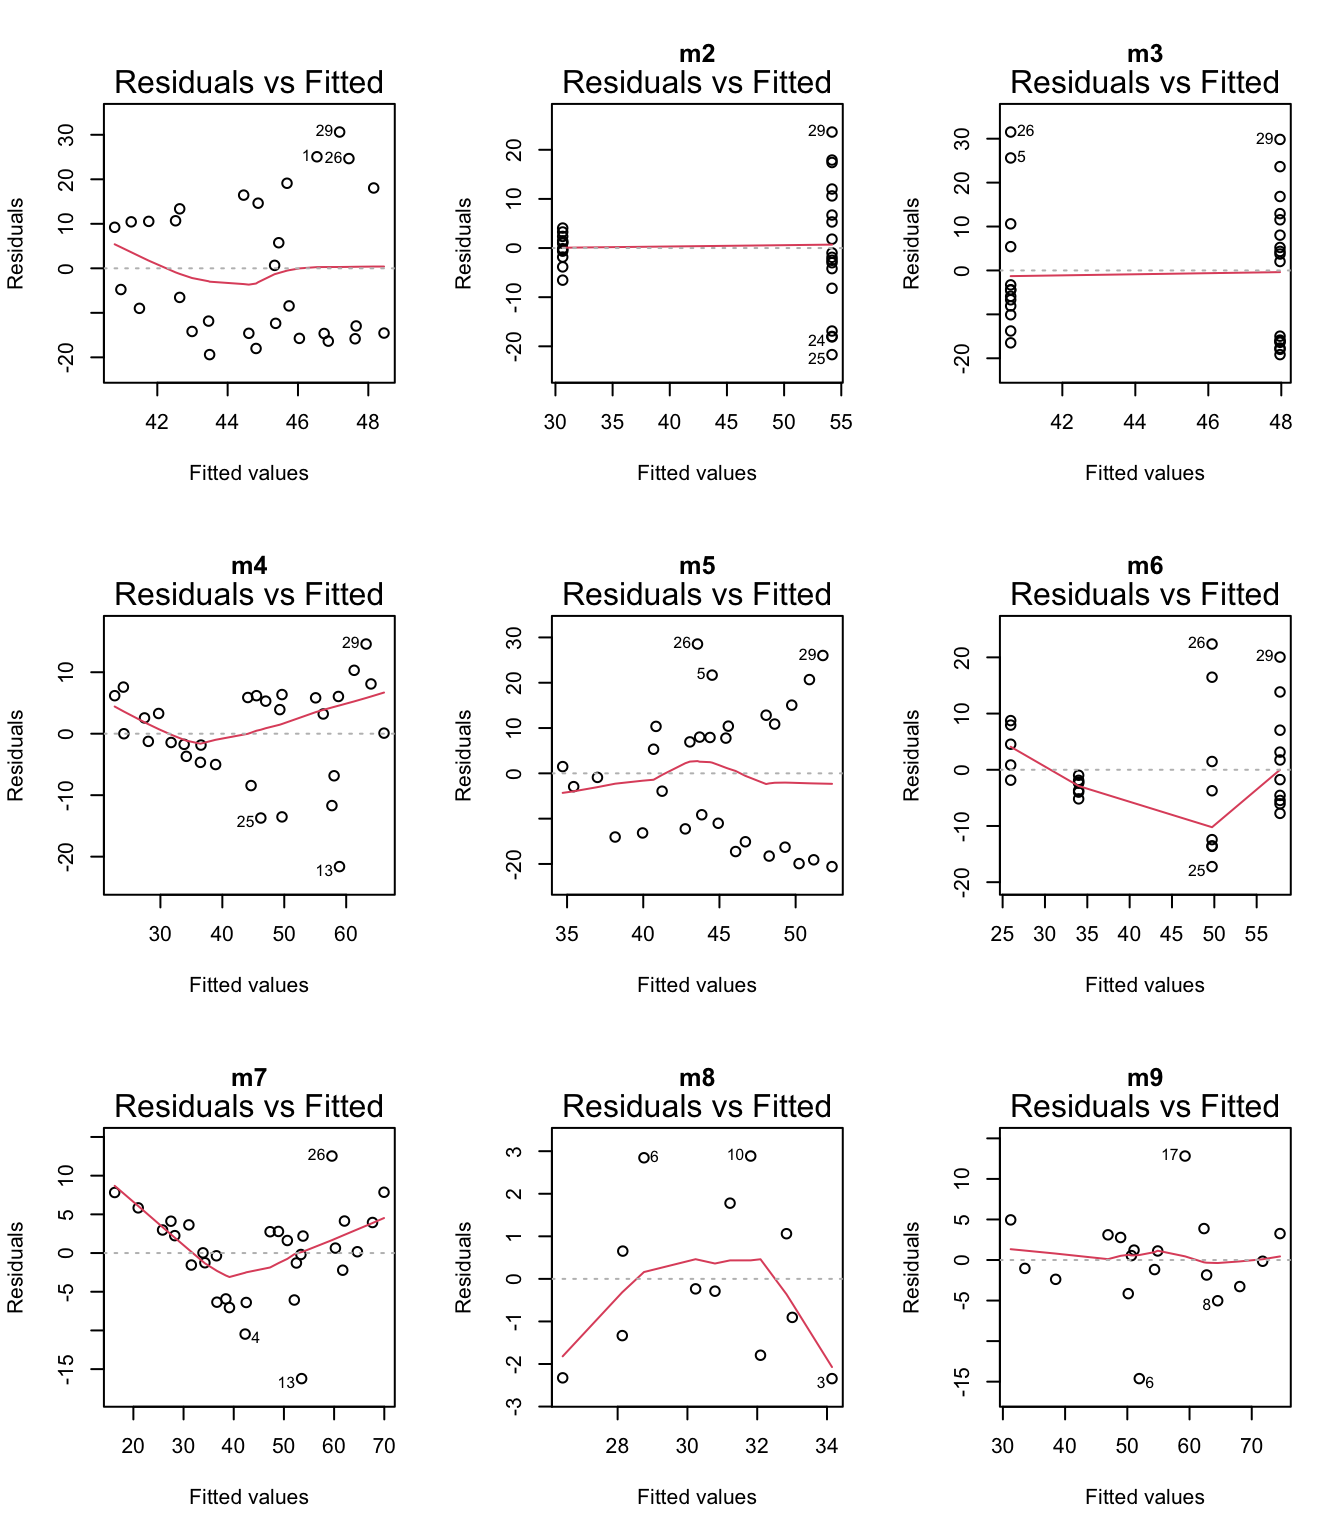 Residuals vs Fitted
Residuals
30
20
10
0
-20
29
1
26
42 44 46 48
Fitted values
m2
Residuals vs Fitted
Residuals
20
10
0
-10
-20
29
24
25
30 35 40 45 50 55
Fitted values
m3
Residuals vs Fitted
Residuals
30
20
10
0
-20
26
29
5
42 44 46 48
Fitted values
m4
Residuals vs Fitted
Residuals
10
0
-10
-20
29
25
13
30 40 50 60
Fitted values
m5
Residuals vs Fitted
Residuals
30
20
10
0
-20
26
29
5
35 40 45 50
Fitted values
m6
Residuals vs Fitted
Residuals
20
10
0
-10
-20
26
29
25
25 30 35 40 45 50 55
Fitted values
m7
Residuals vs Fitted
Residuals
10
5
0
-5
-15
26
4
13
20 30 40 50 60 70
Fitted values
m8
Residuals vs Fitted
Residuals
3
2
1
0
-1
-2
-3
6
10
3
28 30 32 34
Fitted values
m9
Residuals vs Fitted
Residuals
10
5
0
-5
-15
17
8
6
30 40 50 60 70
Fitted values